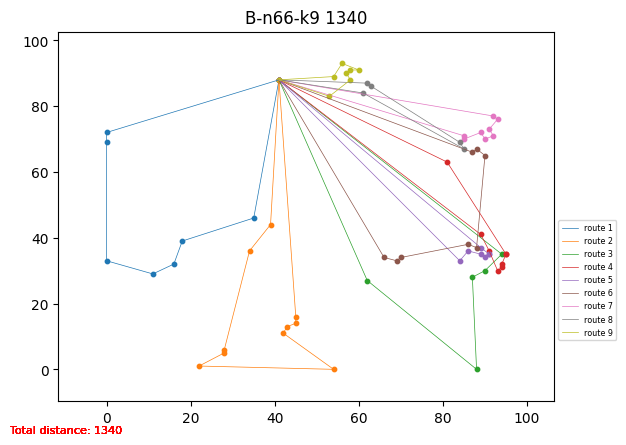 B-n66-k9 1340
100
80
60
40
20
0
0 20 40 60 80 100
route 1
route 2
route 3
route 4
route 5
route 6
route 7
route 8
route 9
Total distance: 1340